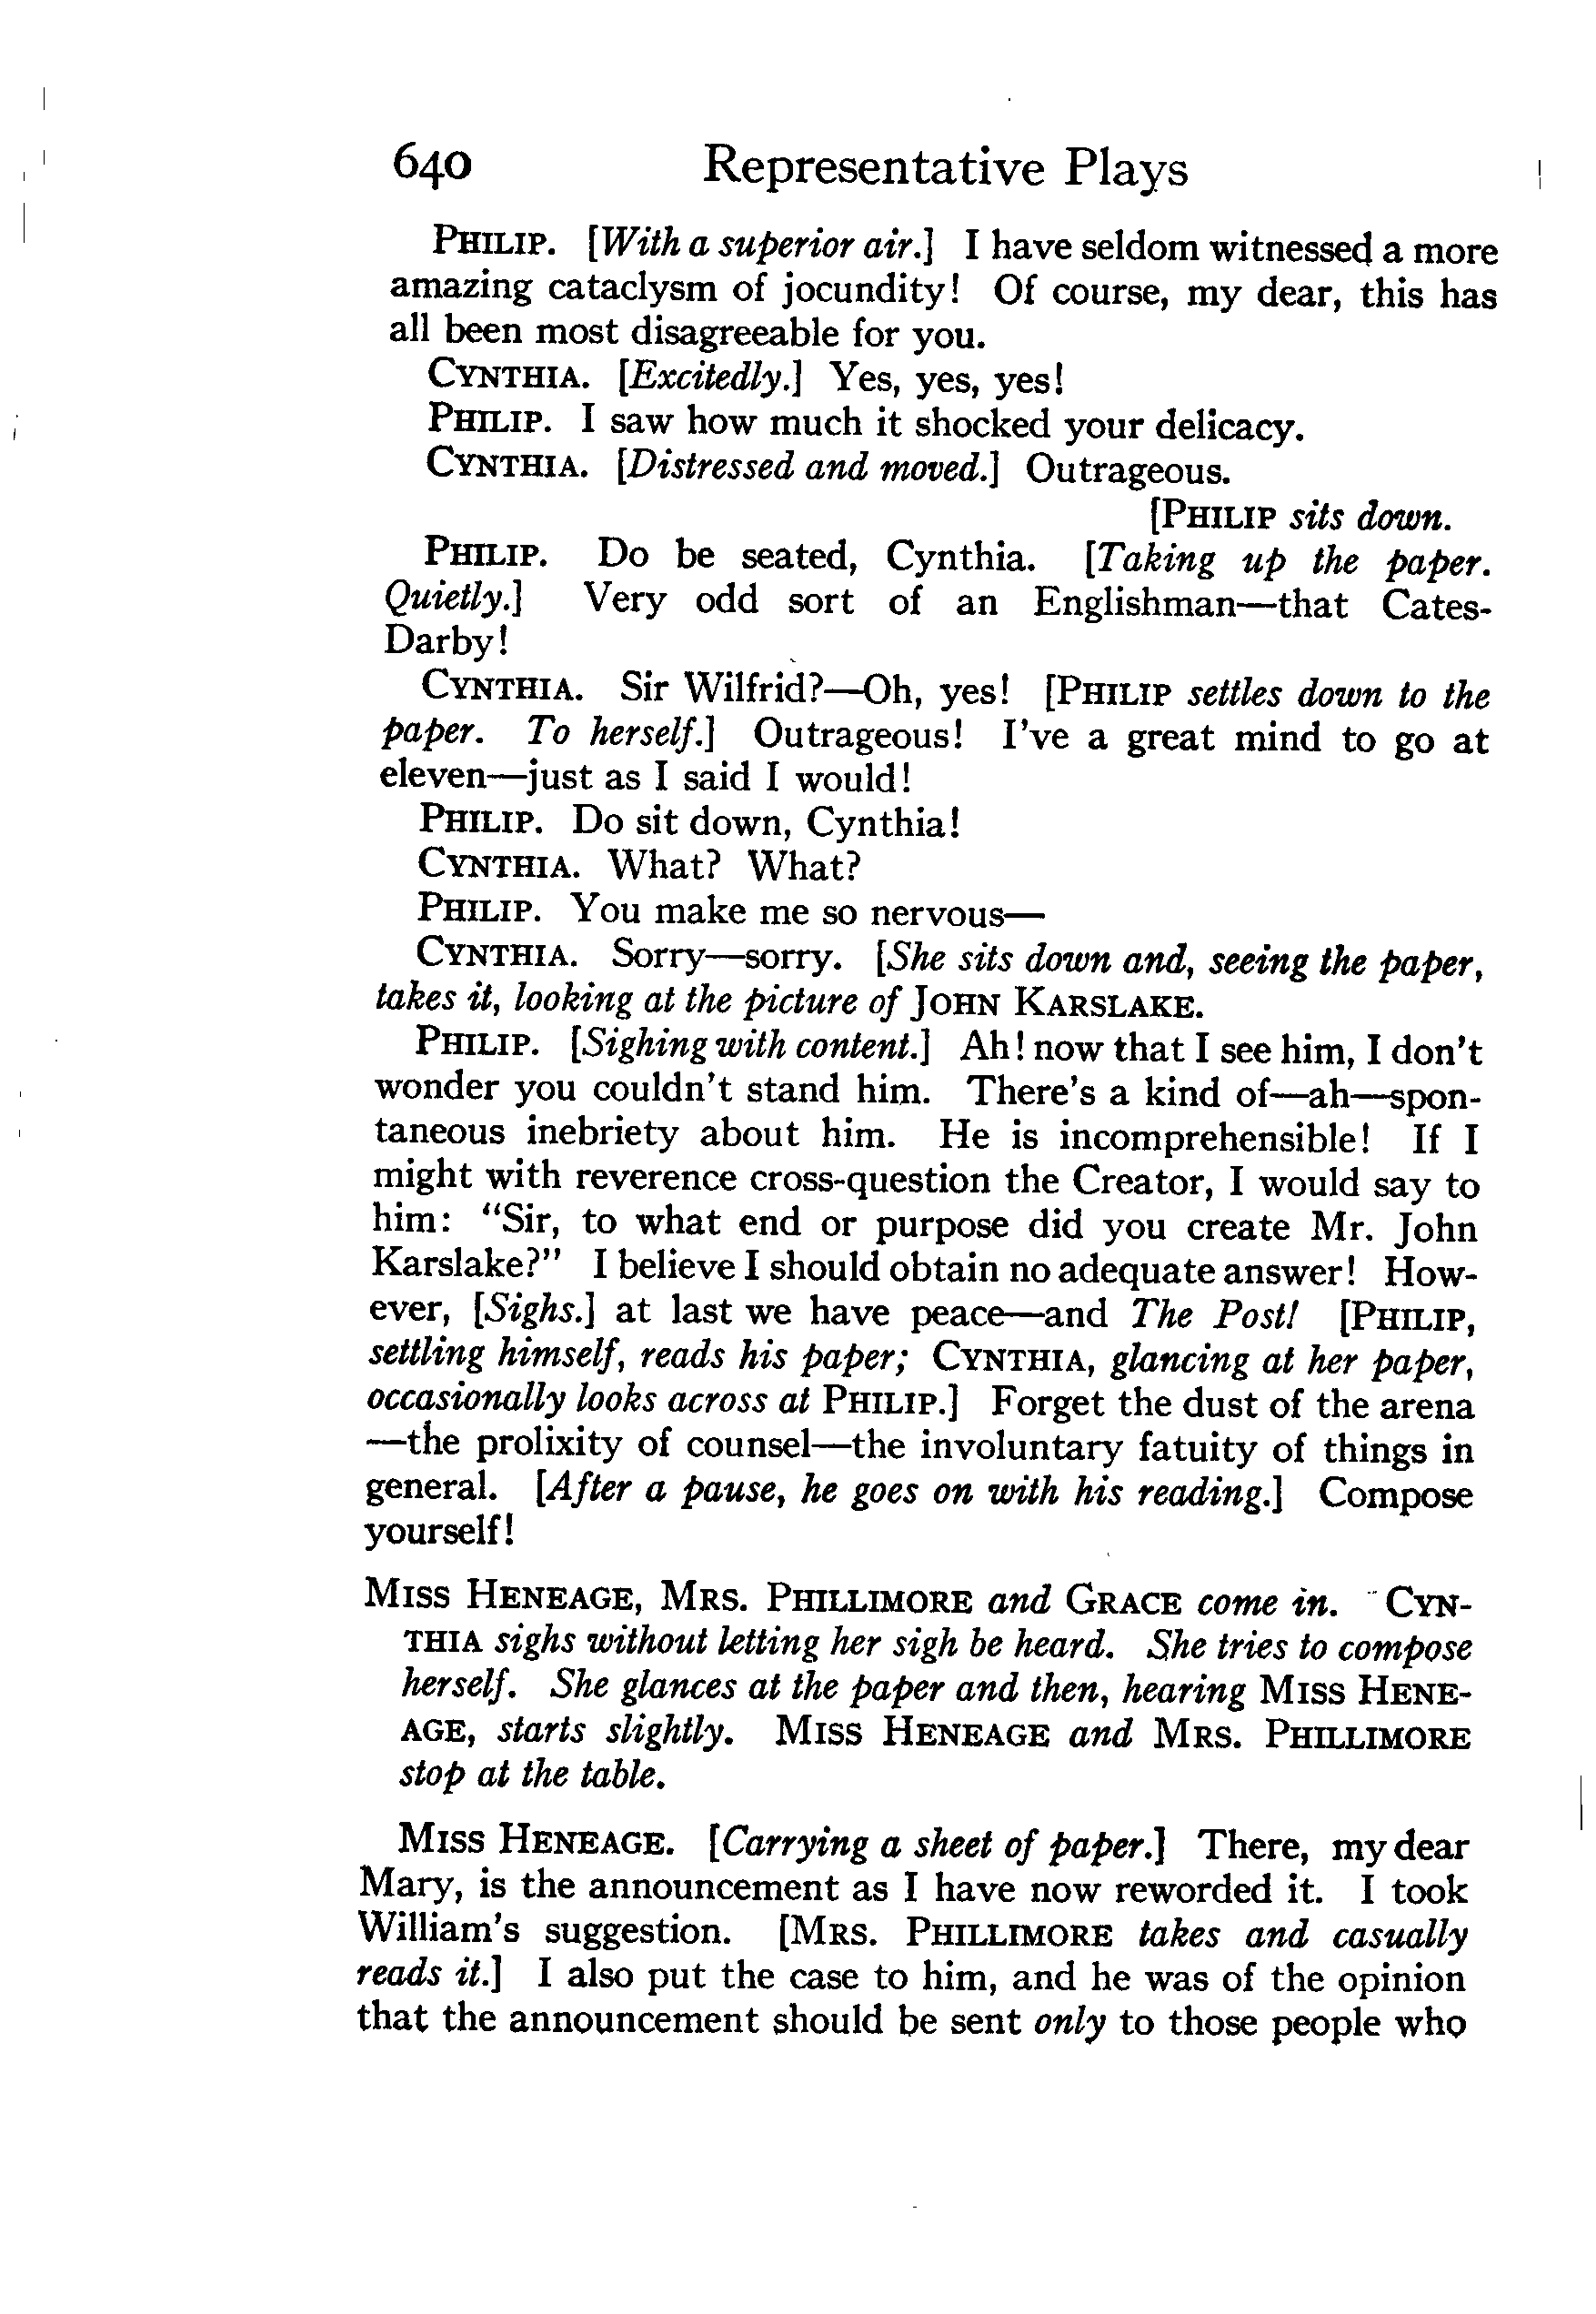 640 Representative Plays
PHILIP. [With a superior air.] I have seldom witnessed a more
amazing cataclysm of jocundity! Of course, my dear, this has
all been most disagreeable for you.
CYNTHIA. [Excitedly.] Yes, yes, yes!
PHILIP. I saw how much it shocked your delicacy.
CYNTHIA. [Distressed and moved.] Outrageous.
[PHILIP sits down.
PHILIP. Do be seated, Cynthia. [Taking up the paper.
Quietly.] Very odd sort of an Englishman—that Cates-
Darby!
CYNTHIA. Sir Wilfrid?—Oh, yes! [PHILIP settles down to the
paper. To herself.] Outrageous! I've a great mind to go at
eleven—just as I said I would!
PHILIP. Do sit down, Cynthia!
CYNTHIA. What? What?
PHILIP. You make me so nervous—
CYNTHIA. Sorry—sorry. [She sits down and, seeing the paper,
takes it, looking at the picture of JOHN KARSLAKE.
PHILIP. [Sighing with content.] Ah! now that I see him, I don't
wonder you couldn't stand him. There's a kind of—ah—spon-
taneous inebriety about him. He is incomprehensible! If I
might with reverence cross-question the Creator, I would say to
him: "Sir, to what end or purpose did you create Mr. John
Karslake?" I believe I should obtain no adequate answer! How-
ever, [Sighs.] at last we have peace—and The Post! [PHILIP,
settling himself, reads his paper; CYNTHIA, glancing at her paper,
occasionally looks across at PHILIP.] Forget the dust of the arena
—the prolixity of counsel—the involuntary fatuity of things in
general. [After a pause, he goes on with his reading.] Compose
yourself!
MISS HENEAGE, MRS. PHILLIMORE and GRACE come in. CYN-
THIA sighs without letting her sigh be heard. She tries to compose
herself. She glances at the paper and then, hearing MISS HENE-
AGE, starts slightly. MISS HENEAGE and MRS. PHILLIMORE
stop at the table.
MISS HENEAGE. [Carrying a sheet of paper.] There, my dear
Mary, is the announcement as I have now reworded it. I took
William's suggestion. [MRS. PHILLIMORE takes and casually
reads it.] I also put the case to him, and he was of the opinion
that the announcement should be sent only to those people who